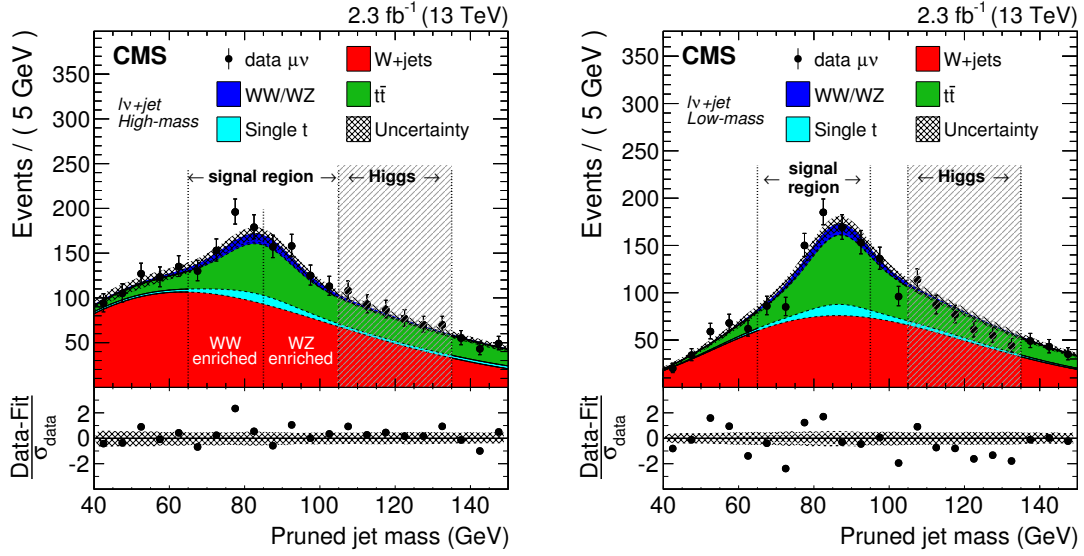 2.3 fb⁻¹ (13 TeV)
CMS
data μν
W+jets
WW/WZ
tt̄
Single t
Uncertainty
lν+jet
High-mass
← signal region →
← Higgs →
WW
enriched
WZ
enriched
Events / ( 5 GeV )
350
300
250
200
150
100
50
Data-Fit
σdata
2
0
-2
40 60 80 100 120 140
Pruned jet mass (GeV)
2.3 fb⁻¹ (13 TeV)
CMS
data μν
W+jets
WW/WZ
tt̄
Single t
Uncertainty
lν+jet
Low-mass
← signal →
region
← Higgs →
Events / ( 5 GeV )
350
300
250
200
150
100
50
Data-Fit
σdata
2
0
-2
40 60 80 100 120 140
Pruned jet mass (GeV)